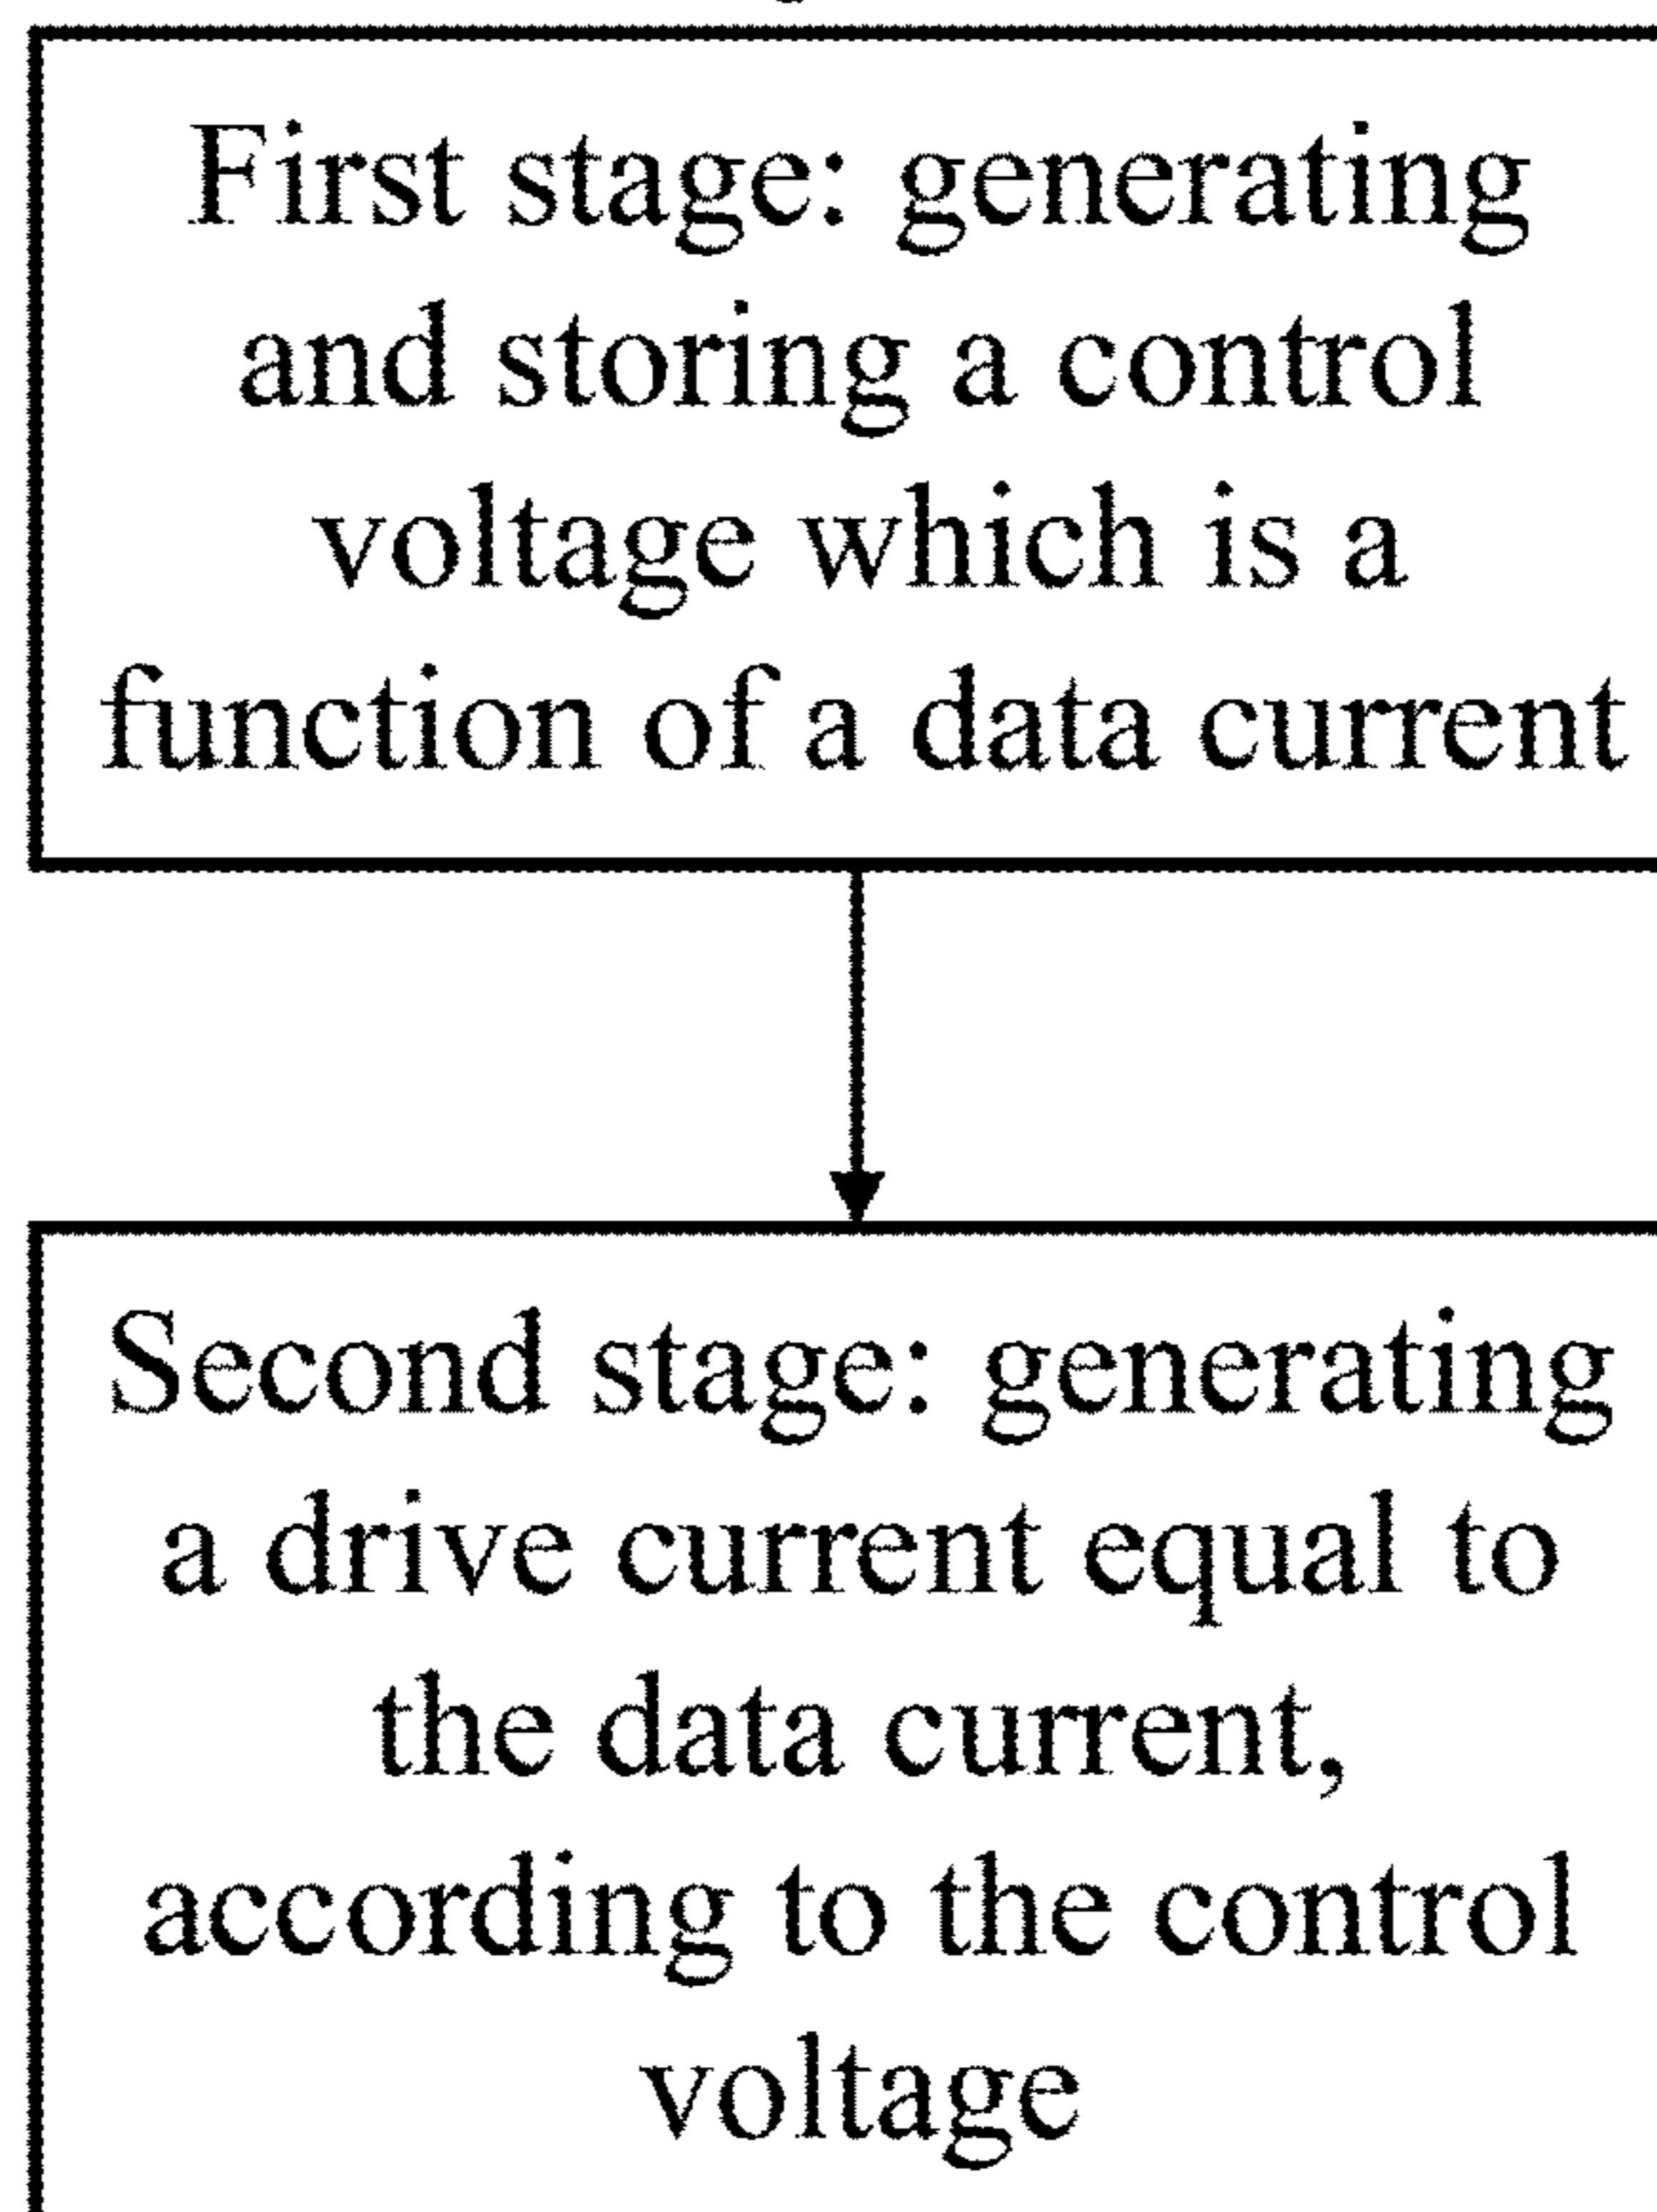 First stage: generating
and storing a control
voltage which is a
function of a data current
Second stage: generating
a drive current equal to
the data current,
according to the control
voltage